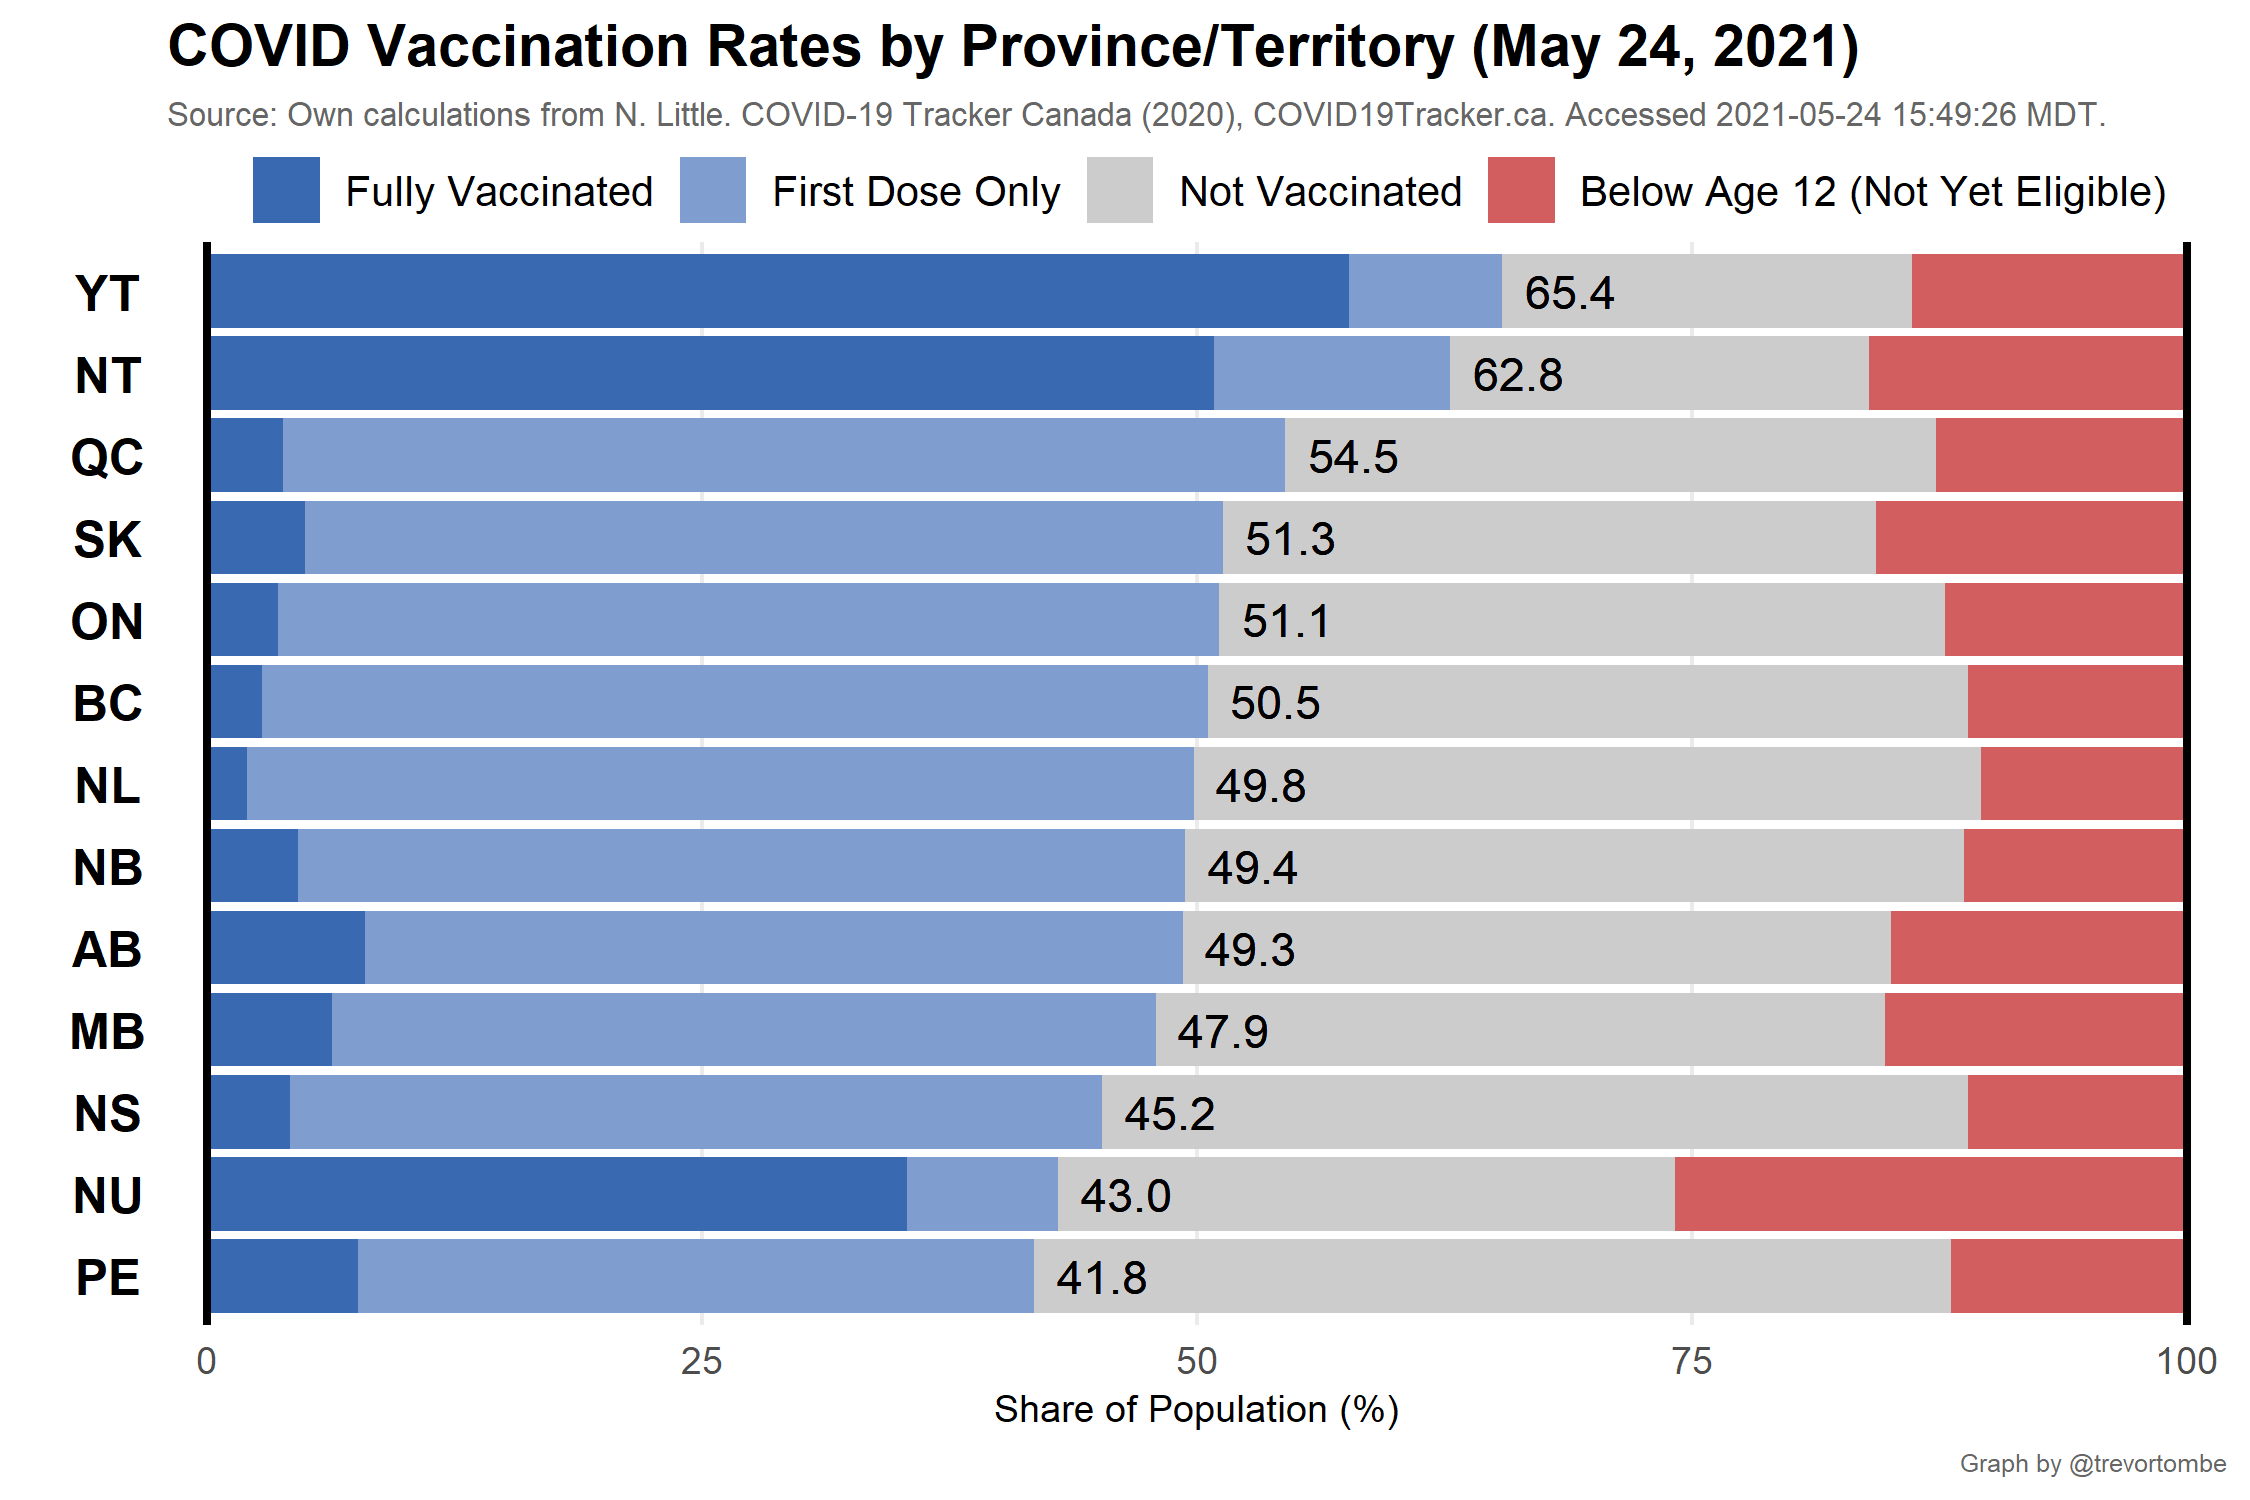 COVID Vaccination Rates by Province/Territory (May 24, 2021)
Source: Own calculations from N. Little. COVID-19 Tracker Canada (2020), COVID19Tracker.ca. Accessed 2021-05-24 15:49:26 MDT.
Fully Vaccinated First Dose Only Not Vaccinated Below Age 12 (Not Yet Eligible)
YT 65.4
NT 62.8
QC 54.5
SK 51.3
ON 51.1
BC 50.5
NL 49.8
NB 49.4
AB 49.3
MB 47.9
NS 45.2
NU 43.0
PE 41.8
0 25 50 75 100
Share of Population (%)
Graph by @trevortombe